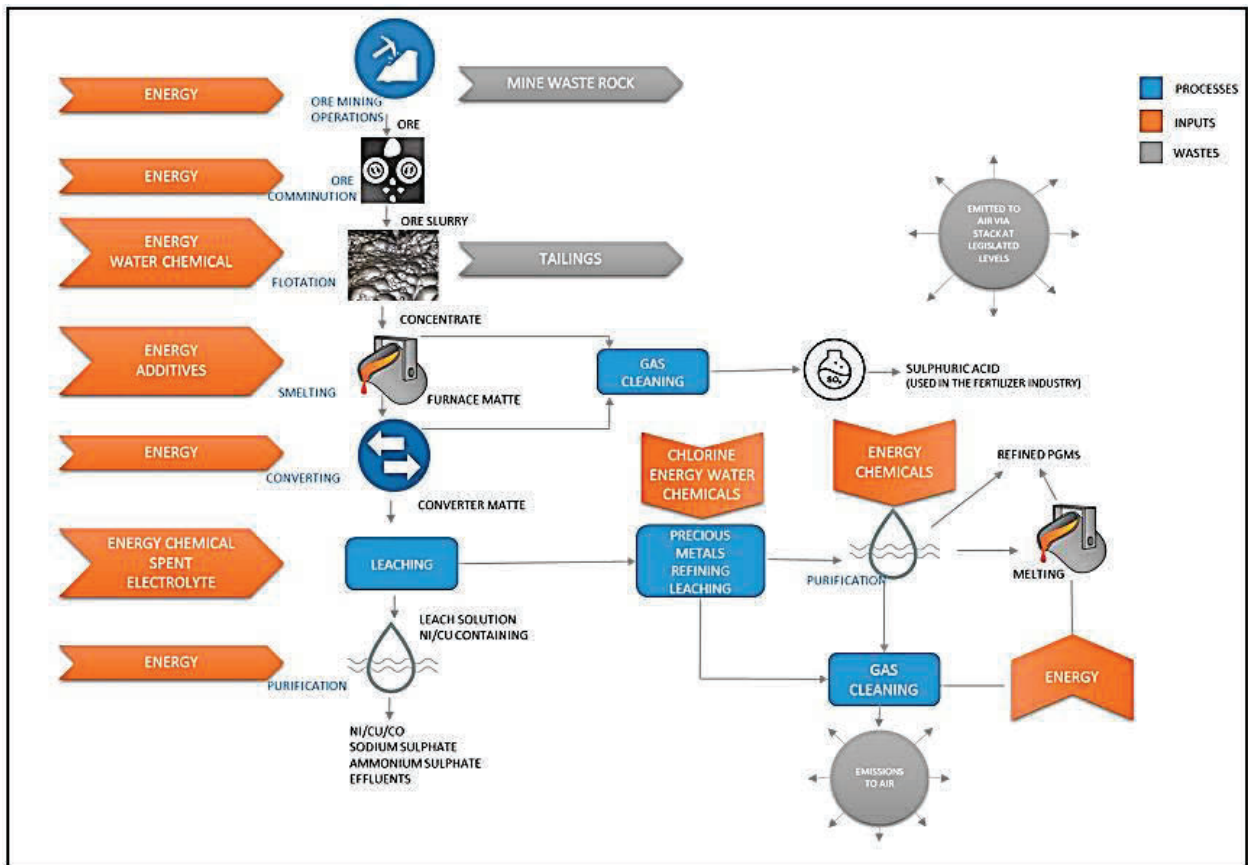 ENERGY
ORE MINING
OPERATIONS
MINE WASTE ROCK
PROCESSES
INPUTS
WASTES
ORE
ENERGY
ORE
COMMINUTION
ORE SLURRY
ENERGY
WATER CHEMICAL
FLOTATION
TAILINGS
EMITTED TO
AIR VIA
STACK AT
LEGISLATED
LEVELS
CONCENTRATE
ENERGY
ADDITIVES
SMELTING
FURNACE MATTE
GAS
CLEANING
SO₂
SULPHURIC ACID
(USED IN THE FERTILIZER INDUSTRY)
ENERGY
CONVERTING
CONVERTER MATTE
CHLORINE
ENERGY WATER
CHEMICALS
ENERGY
CHEMICALS
REFINED PGMS
ENERGY CHEMICAL
SPENT
ELECTROLYTE
LEACHING
PRECIOUS
METALS
REFINING
LEACHING
PURIFICATION
MELTING
LEACH SOLUTION
NI/CU CONTAINING
ENERGY
PURIFICATION
GAS
CLEANING
ENERGY
NI/CU/CO
SODIUM SULPHATE
AMMONIUM SULPHATE
EFFLUENTS
EMISSIONS
TO AIR